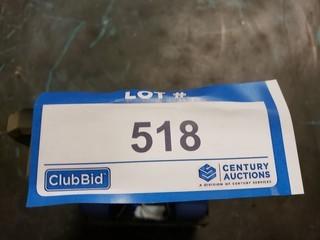 LOT #
518
ClubBid
CENTURY
AUCTIONS
A DIVISION OF CENTURY SERVICES